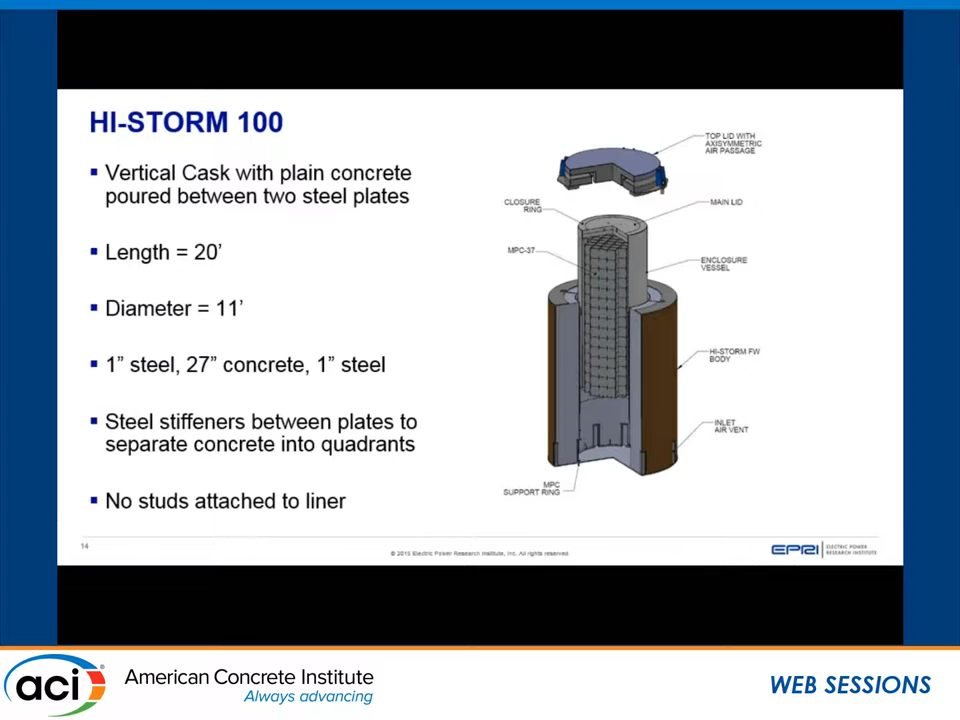 HI-STORM 100
▪ Vertical Cask with plain concrete
poured between two steel plates
▪ Length = 20’
▪ Diameter = 11’
▪ 1” steel, 27” concrete, 1” steel
▪ Steel stiffeners between plates to
separate concrete into quadrants
▪ No studs attached to liner
TOP LID WITH
AXISYMMETRIC
AIR PASSAGE
CLOSURE
RING
MAIN LID
MPC-37
ENCLOSURE
VESSEL
HI-STORM FW
BODY
INLET
AIR VENT
MPC
SUPPORT RING
14
© 2015 Electric Power Research Institute, Inc. All rights reserved.
EPRI
ELECTRIC POWER
RESEARCH INSTITUTE
aci®
American Concrete Institute
Always advancing
WEB SESSIONS